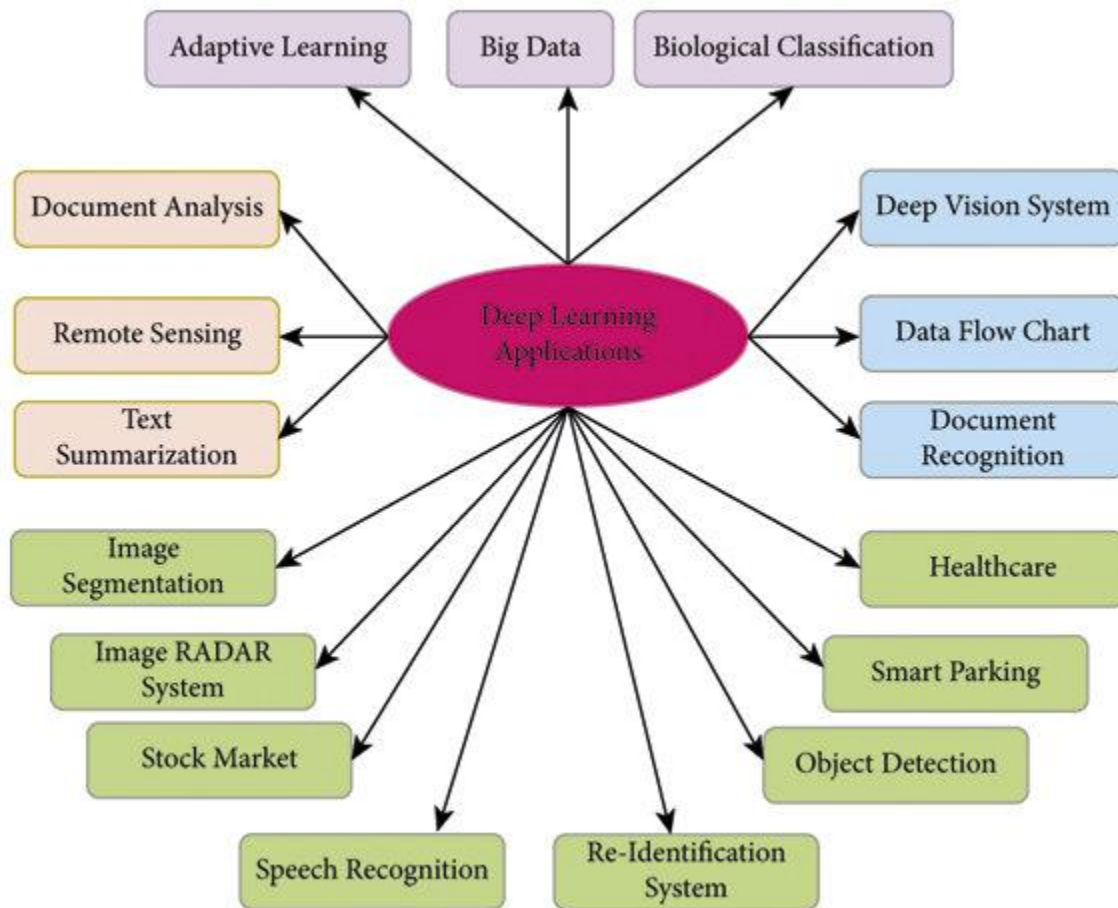 Adaptive Learning
Big Data
Biological Classification
Document Analysis
Deep Vision System
Deep Learning
Applications
Remote Sensing
Data Flow Chart
Text
Summarization
Document
Recognition
Image
Segmentation
Healthcare
Image RADAR
System
Smart Parking
Stock Market
Object Detection
Speech Recognition
Re-Identification
System